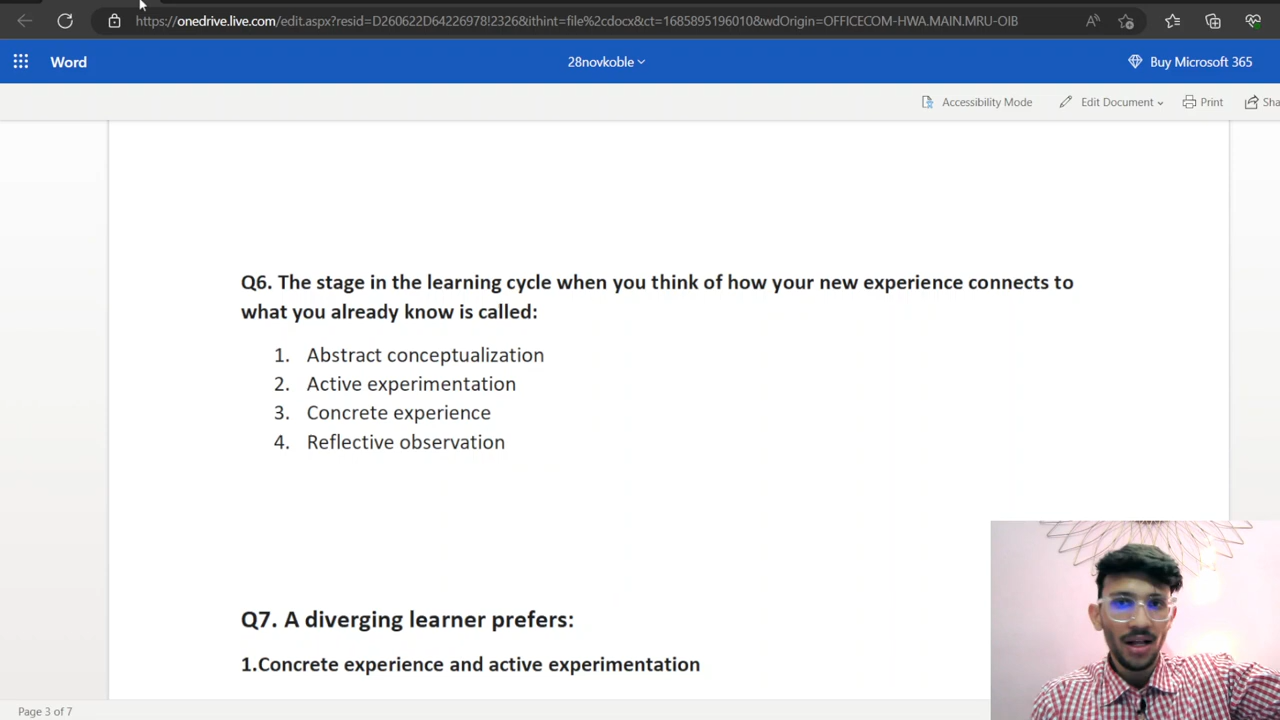 https://onedrive.live.com/edit.aspx?resid=D260622D64226978!2326&ithint=file%2cdocx&ct=1685895196010&wdOrigin=OFFICECOM-HWA.MAIN.MRU-OIB
Word
28novkoble
Buy Microsoft 365
Accessibility Mode
Edit Document
Print
Sha
Q6. The stage in the learning cycle when you think of how your new experience connects to
what you already know is called:
1. Abstract conceptualization
2. Active experimentation
3. Concrete experience
4. Reflective observation
Q7. A diverging learner prefers:
1.Concrete experience and active experimentation
Page 3 of 7